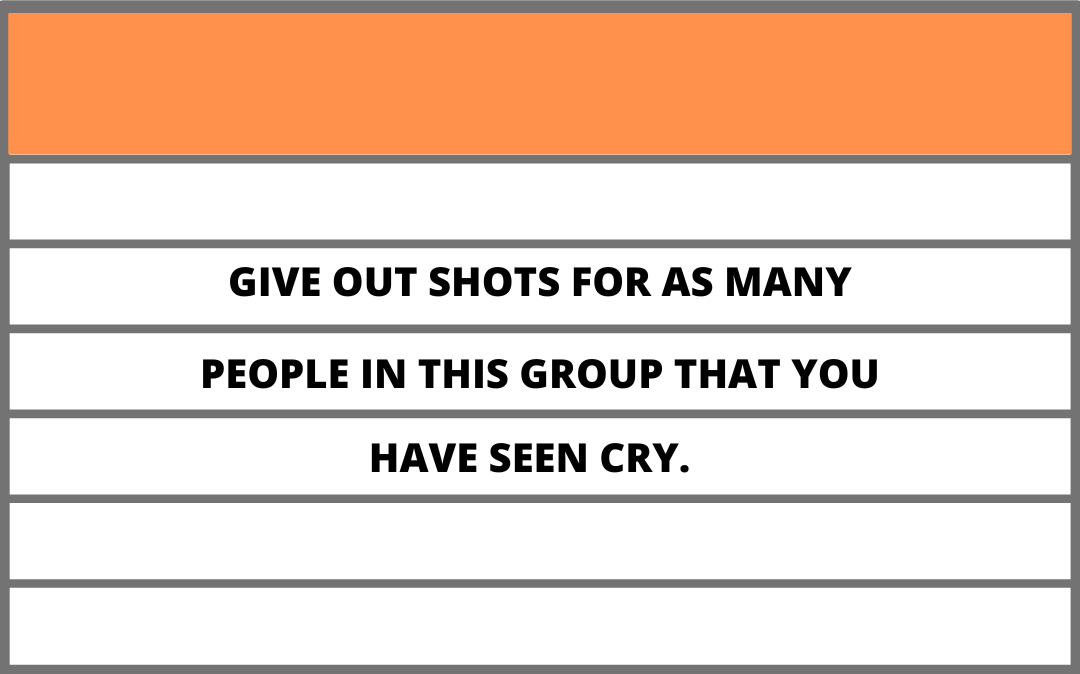 GIVE OUT SHOTS FOR AS MANY
PEOPLE IN THIS GROUP THAT YOU
HAVE SEEN CRY.